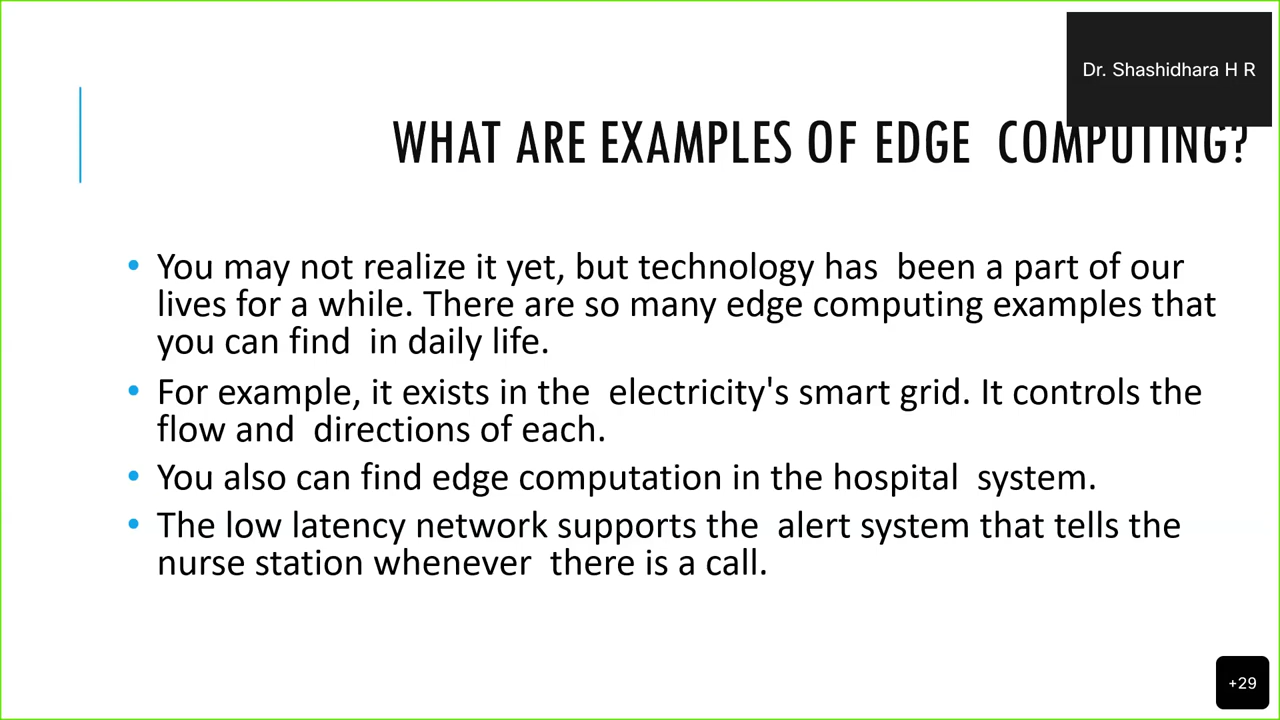 Dr. Shashidhara H R
WHAT ARE EXAMPLES OF EDGE COMPUTING?
• You may not realize it yet, but technology has been a part of our
lives for a while. There are so many edge computing examples that
you can find in daily life.
• For example, it exists in the electricity's smart grid. It controls the
flow and directions of each.
• You also can find edge computation in the hospital system.
• The low latency network supports the alert system that tells the
nurse station whenever there is a call.
+29